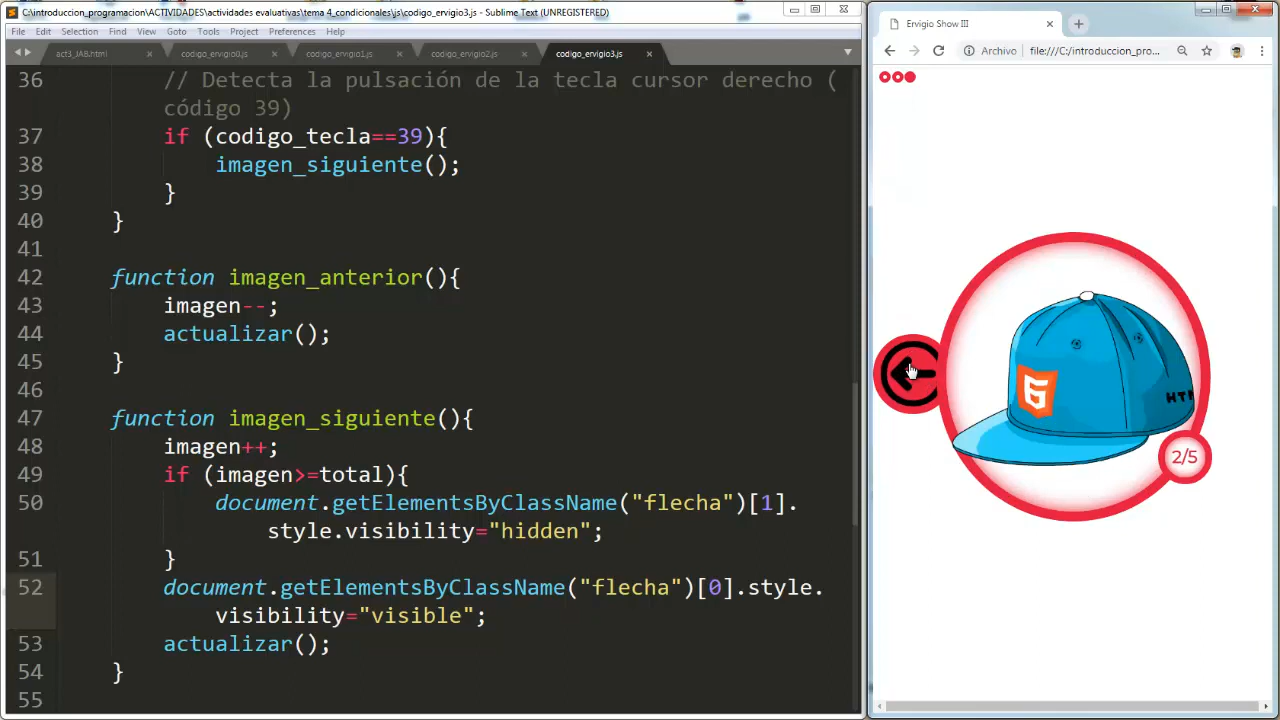 C:\introduccion_programacion\ACTIVIDADES\actividades evaluativas\tema 4_condicionales\js\codigo_ervigio3.js - Sublime Text (UNREGISTERED)
File Edit Selection Find View Goto Tools Project Preferences Help
act3_JAB.html codigo_ervigio0.js codigo_ervigio1.js codigo_ervigio2.js codigo_ervigio3.js
36 // Detecta la pulsación de la tecla cursor derecho (
código 39)
37 if (codigo_tecla==39){
38 imagen_siguiente();
39 }
40 }
41
42 function imagen_anterior(){
43 imagen--;
44 actualizar();
45 }
46
47 function imagen_siguiente(){
48 imagen++;
49 if (imagen>=total){
50 document.getElementsByClassName("flecha")[1].
style.visibility="hidden";
51 }
52 document.getElementsByClassName("flecha")[0].style.
visibility="visible";
53 actualizar();
54 }
55
Ervigio Show III
Archivo file:///C:/introduccion_pro...
6
2/5